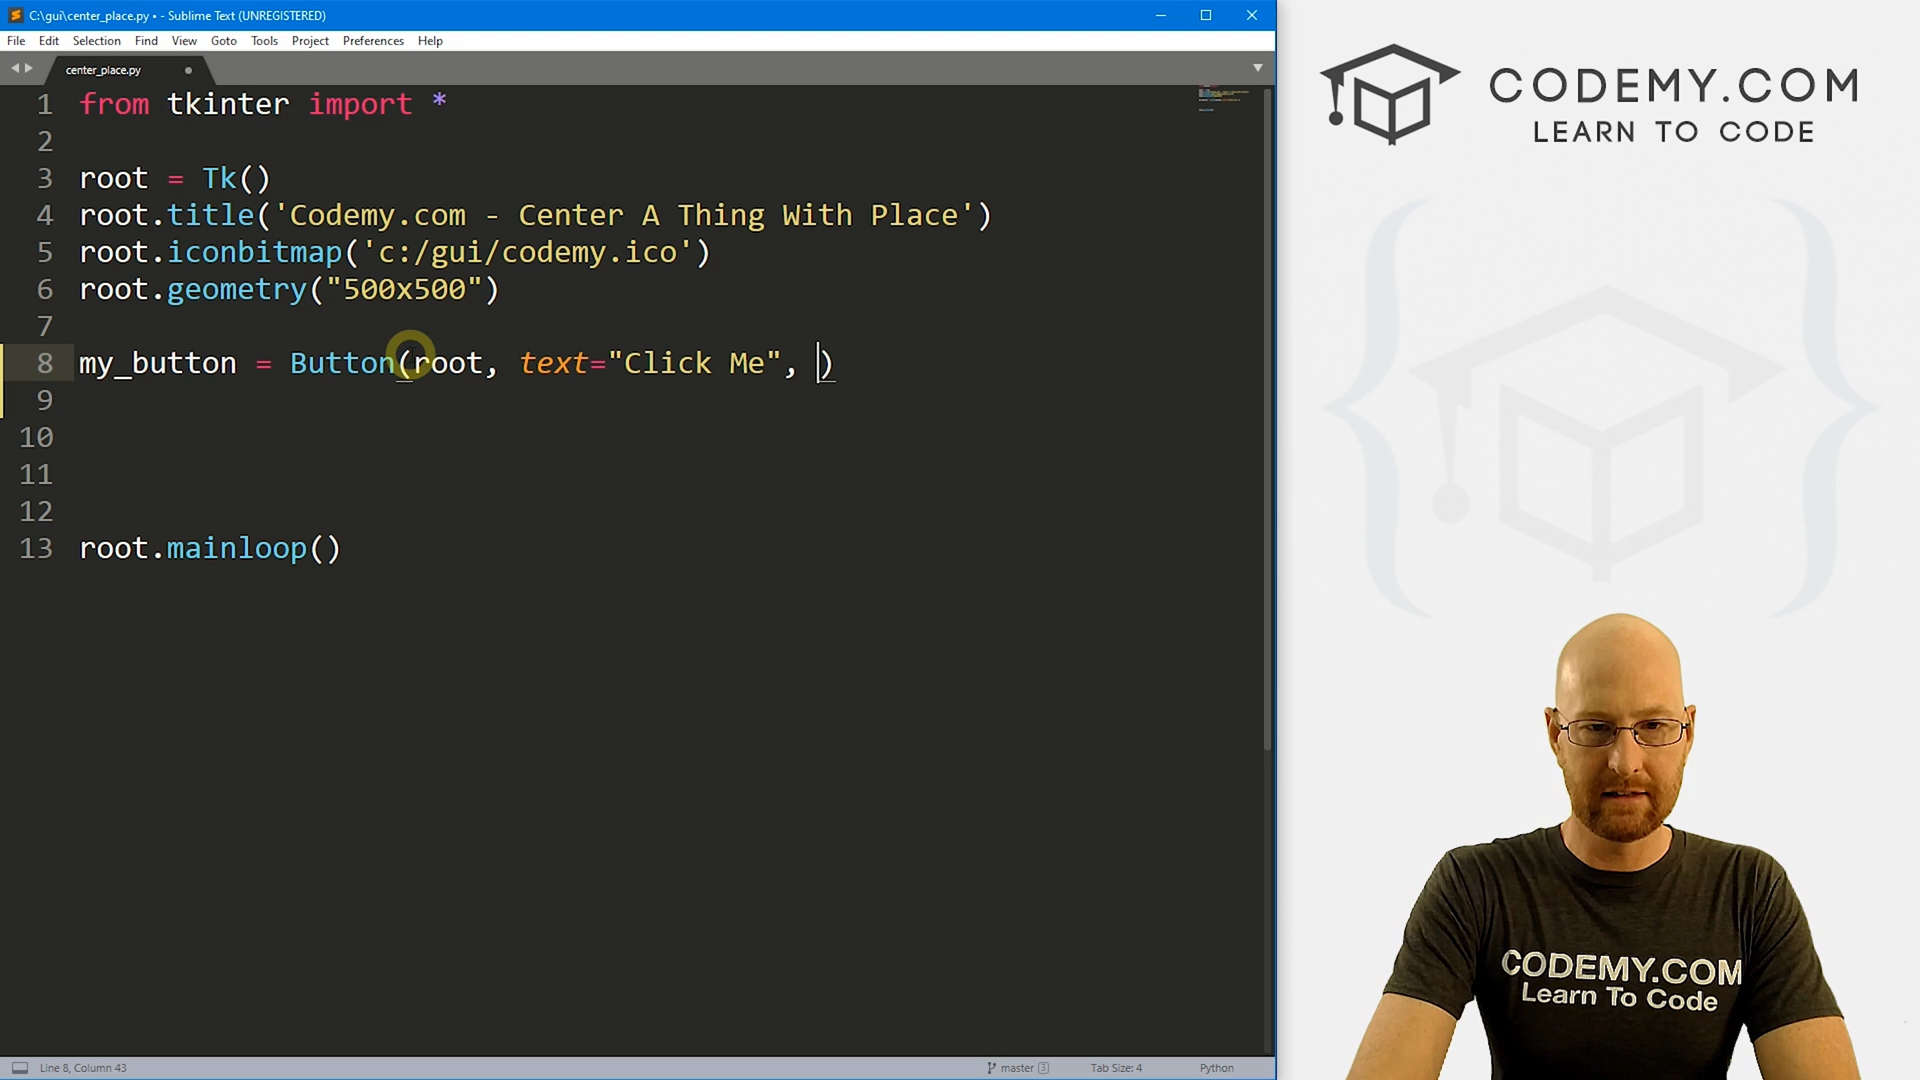 C:\gui\center_place.py • - Sublime Text (UNREGISTERED)
File Edit Selection Find View Goto Tools Project Preferences Help
center_place.py
1 from tkinter import *
2
3 root = Tk()
4 root.title('Codemy.com - Center A Thing With Place')
5 root.iconbitmap('c:/gui/codemy.ico')
6 root.geometry("500x500")
7
8 my_button = Button(root, text="Click Me", )
9
10
11
12
13 root.mainloop()
Line 8, Column 43
master 3
Tab Size: 4
Python
CODEMY.COM
LEARN TO CODE
CODEMY.COM
Learn To Code